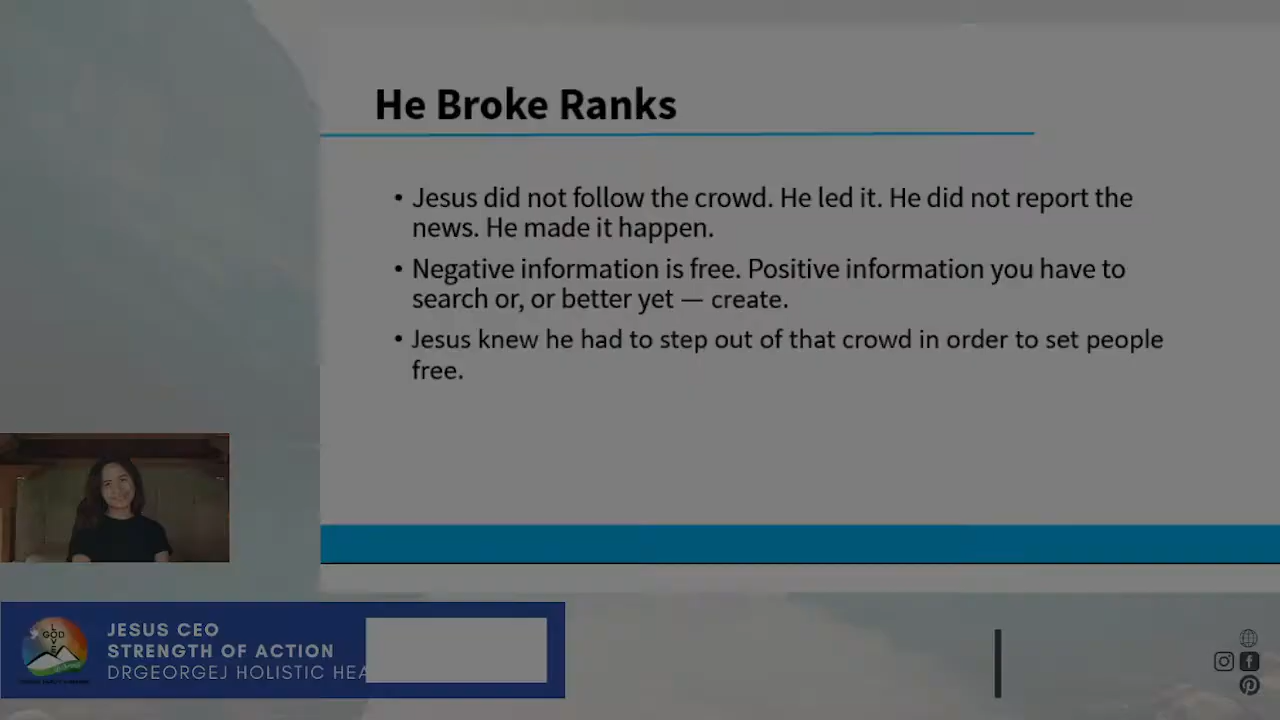 He Broke Ranks
• Jesus did not follow the crowd. He led it. He did not report the
news. He made it happen.
• Negative information is free. Positive information you have to
search or, or better yet — create.
• Jesus knew he had to step out of that crowd in order to set people
free.
GOD
JESUS CEO
STRENGTH OF ACTION
DRGEORGEJ HOLISTIC HEA